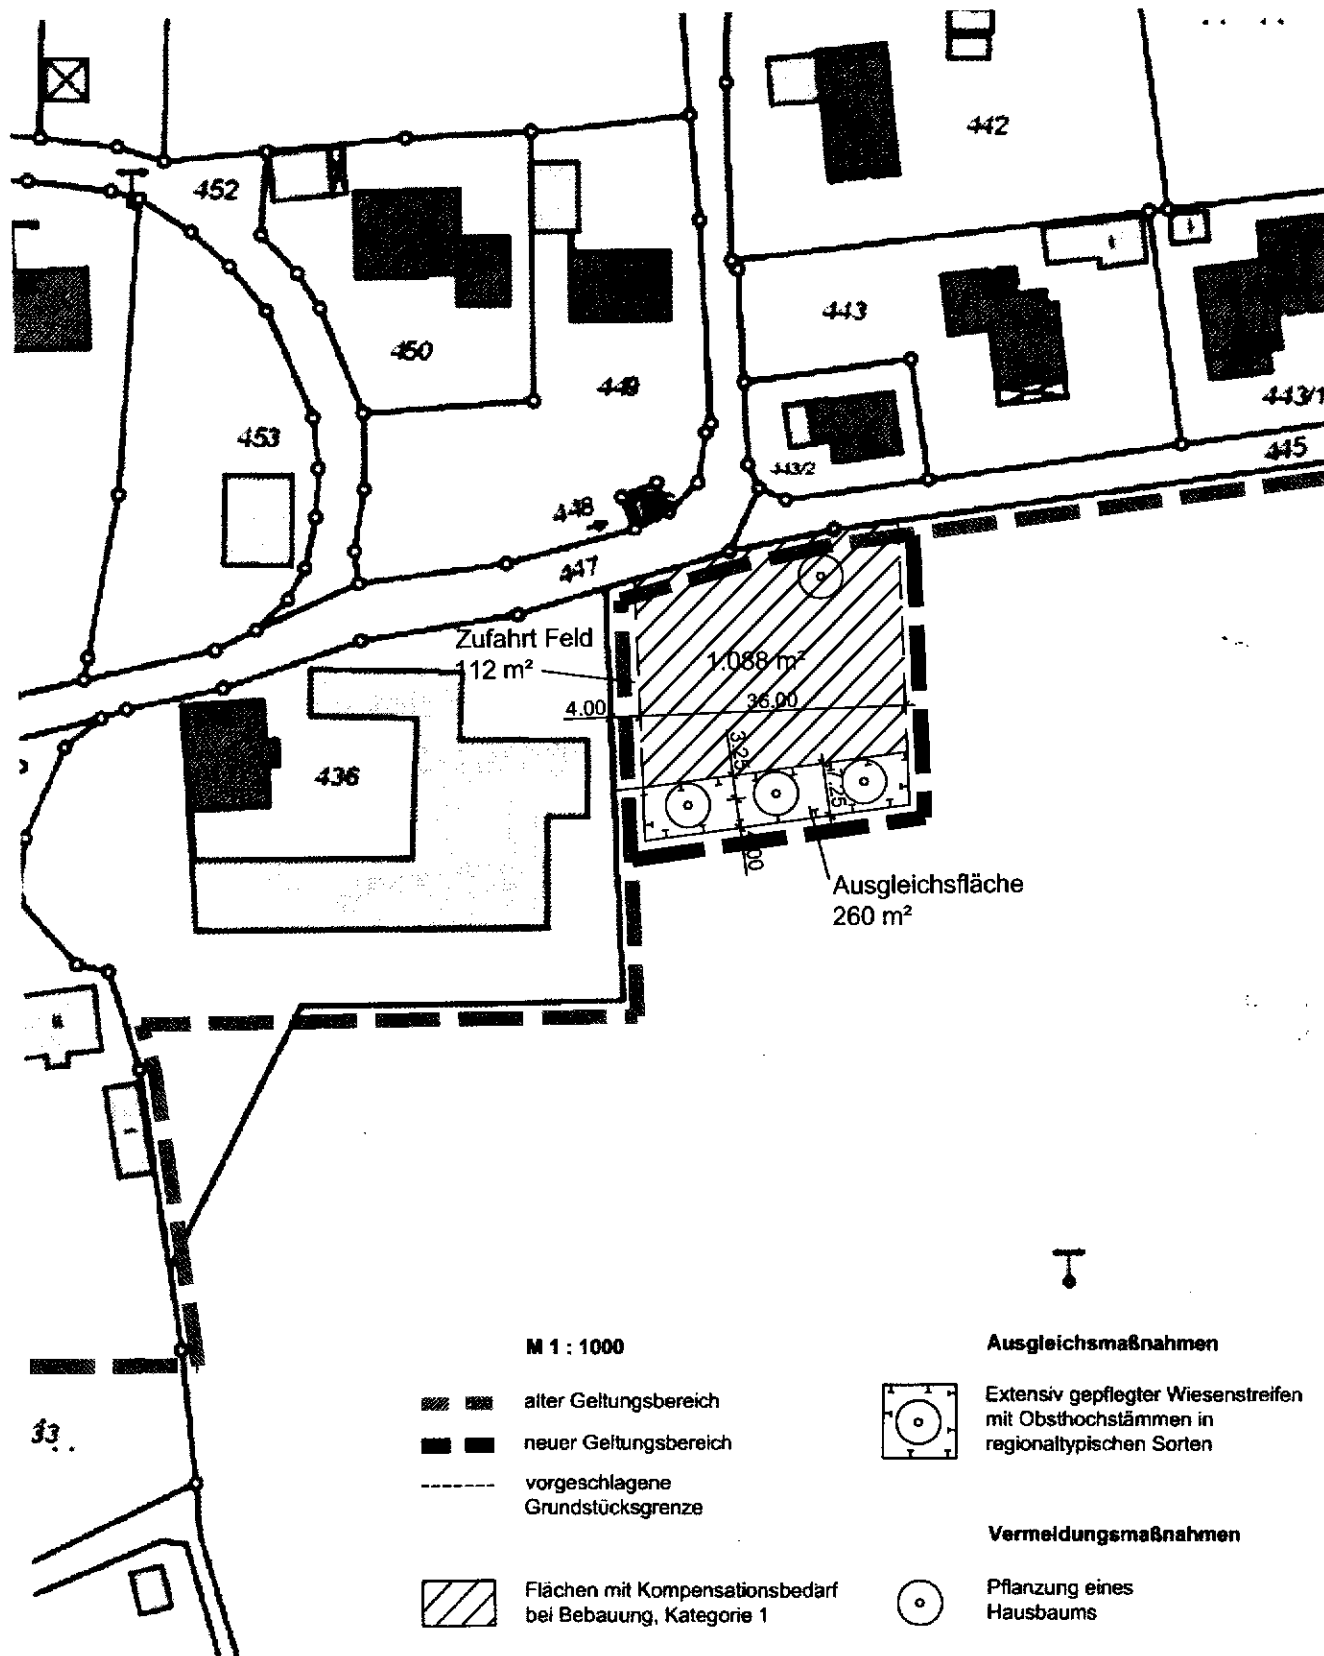 442
452
450
449
443
443/1
453
443/2
445
448
447
Zufahrt Feld
112 m²
1.088 m²
4.00
36.00
3.25
7.25
436
Ausgleichsfläche
260 m²
M 1 : 1000
alter Geltungsbereich
neuer Geltungsbereich
vorgeschlagene
Grundstücksgrenze
Flächen mit Kompensationsbedarf
bei Bebauung, Kategorie 1
Ausgleichsmaßnahmen
Extensiv gepflegter Wiesenstreifen
mit Obsthochstämmen in
regionaltypischen Sorten
Vermeidungsmaßnahmen
Pflanzung eines
Hausbaums
33